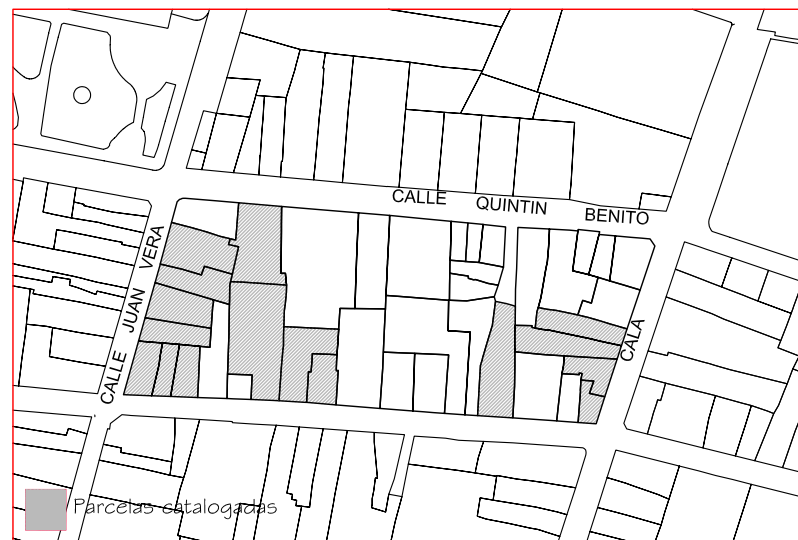 CALLE QUINTIN BENITO
CALLE JUAN VERA
CALA
Parcelas catalogadas